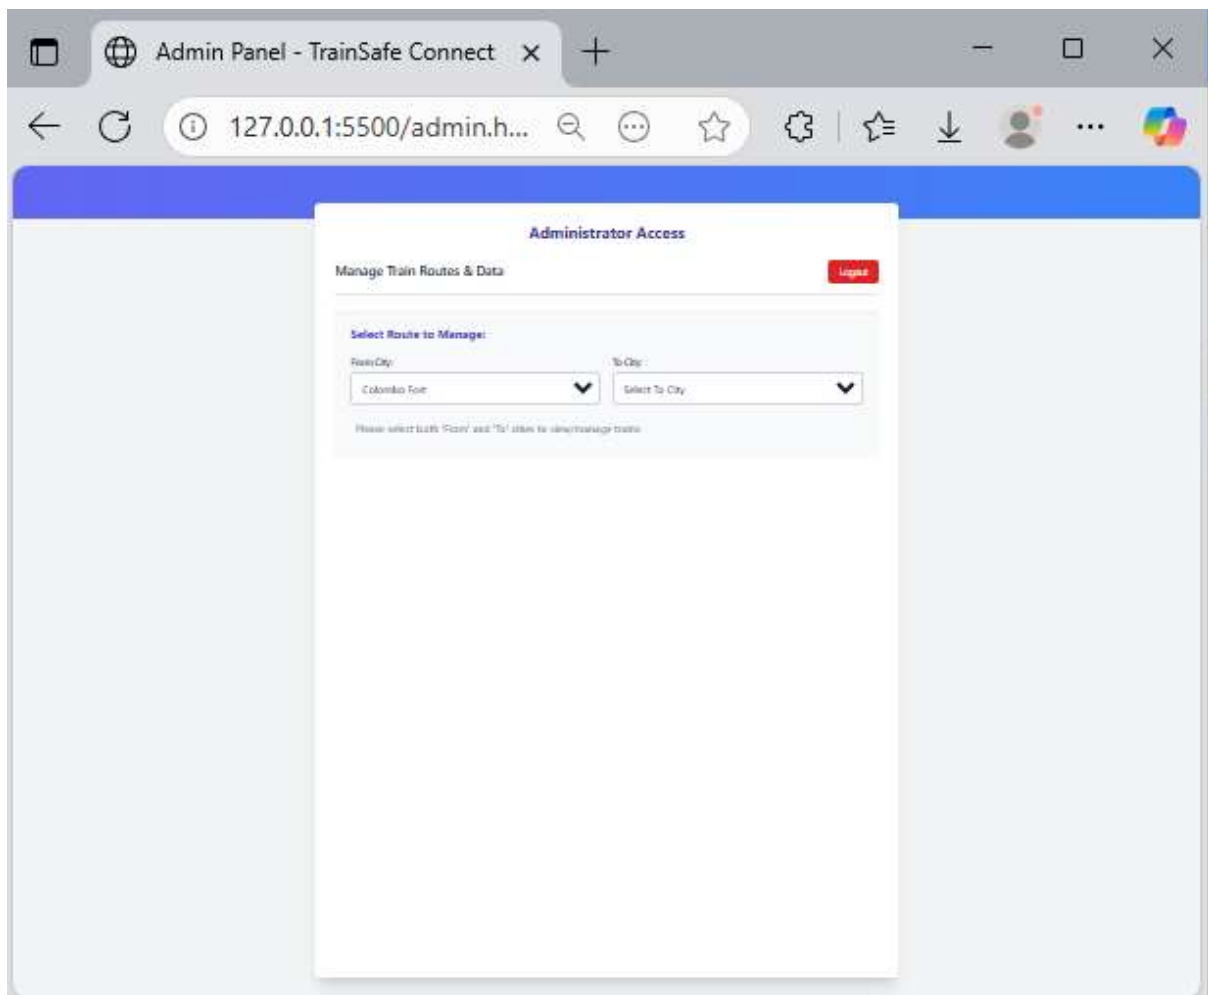 Admin Panel - TrainSafe Connect
127.0.0.1:5500/admin.h...
Administrator Access
Manage Train Routes & Data
Logout
Select Route to Manage:
From City:
To City:
Colombo Fort
Select To City
Please select both 'From' and 'To' cities to view/manage trains